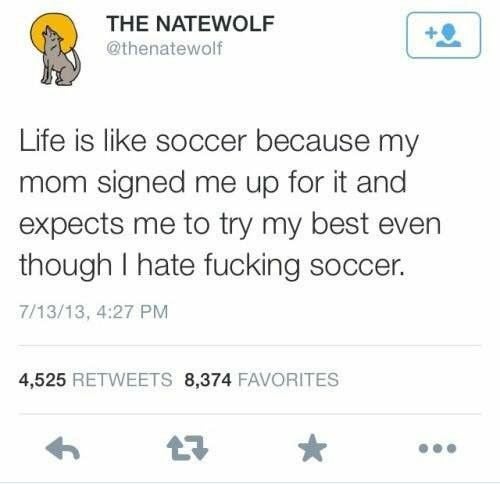 THE NATEWOLF
@thenatewolf
Life is like soccer because my
mom signed me up for it and
expects me to try my best even
though I hate fucking soccer.
7/13/13, 4:27 PM
4,525 RETWEETS 8,374 FAVORITES